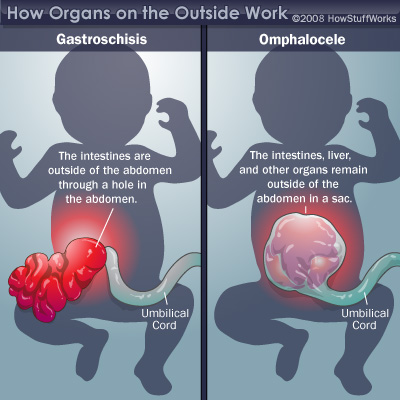 How Organs on the Outside Work ©2008 HowStuffWorks
Gastroschisis
The intestines are
outside of the abdomen
through a hole in
the abdomen.
Umbilical
Cord
Omphalocele
The intestines, liver,
and other organs remain
outside of the
abdomen in a sac.
Umbilical
Cord